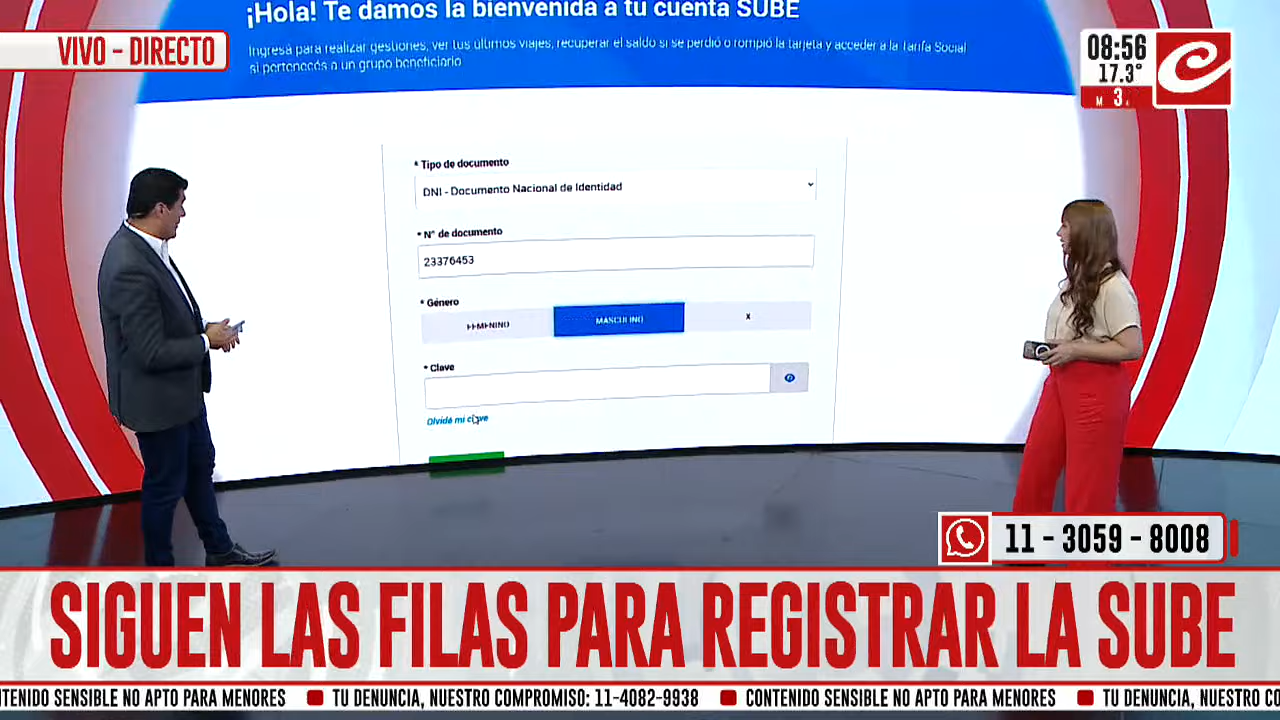 ¡Hola! Te damos la bienvenida a tu cuenta SUBE
Ingresá para realizar gestiones, ver tus últimos viajes, recuperar el saldo si se perdió o rompió la tarjeta y acceder a la Tarifa Social
si pertenecés a un grupo beneficiario
VIVO - DIRECTO
08:56
17.3°
M 3
* Tipo de documento
DNI - Documento Nacional de Identidad
* N° de documento
23376453
* Género
FEMENINO MASCULINO X
* Clave
Olvidé mi clave
11 - 3059 - 8008
SIGUEN LAS FILAS PARA REGISTRAR LA SUBE
NTENIDO SENSIBLE NO APTO PARA MENORES TU DENUNCIA, NUESTRO COMPROMISO: 11-4082-9938 CONTENIDO SENSIBLE NO APTO PARA MENORES TU DENUNCIA, NUESTRO CO